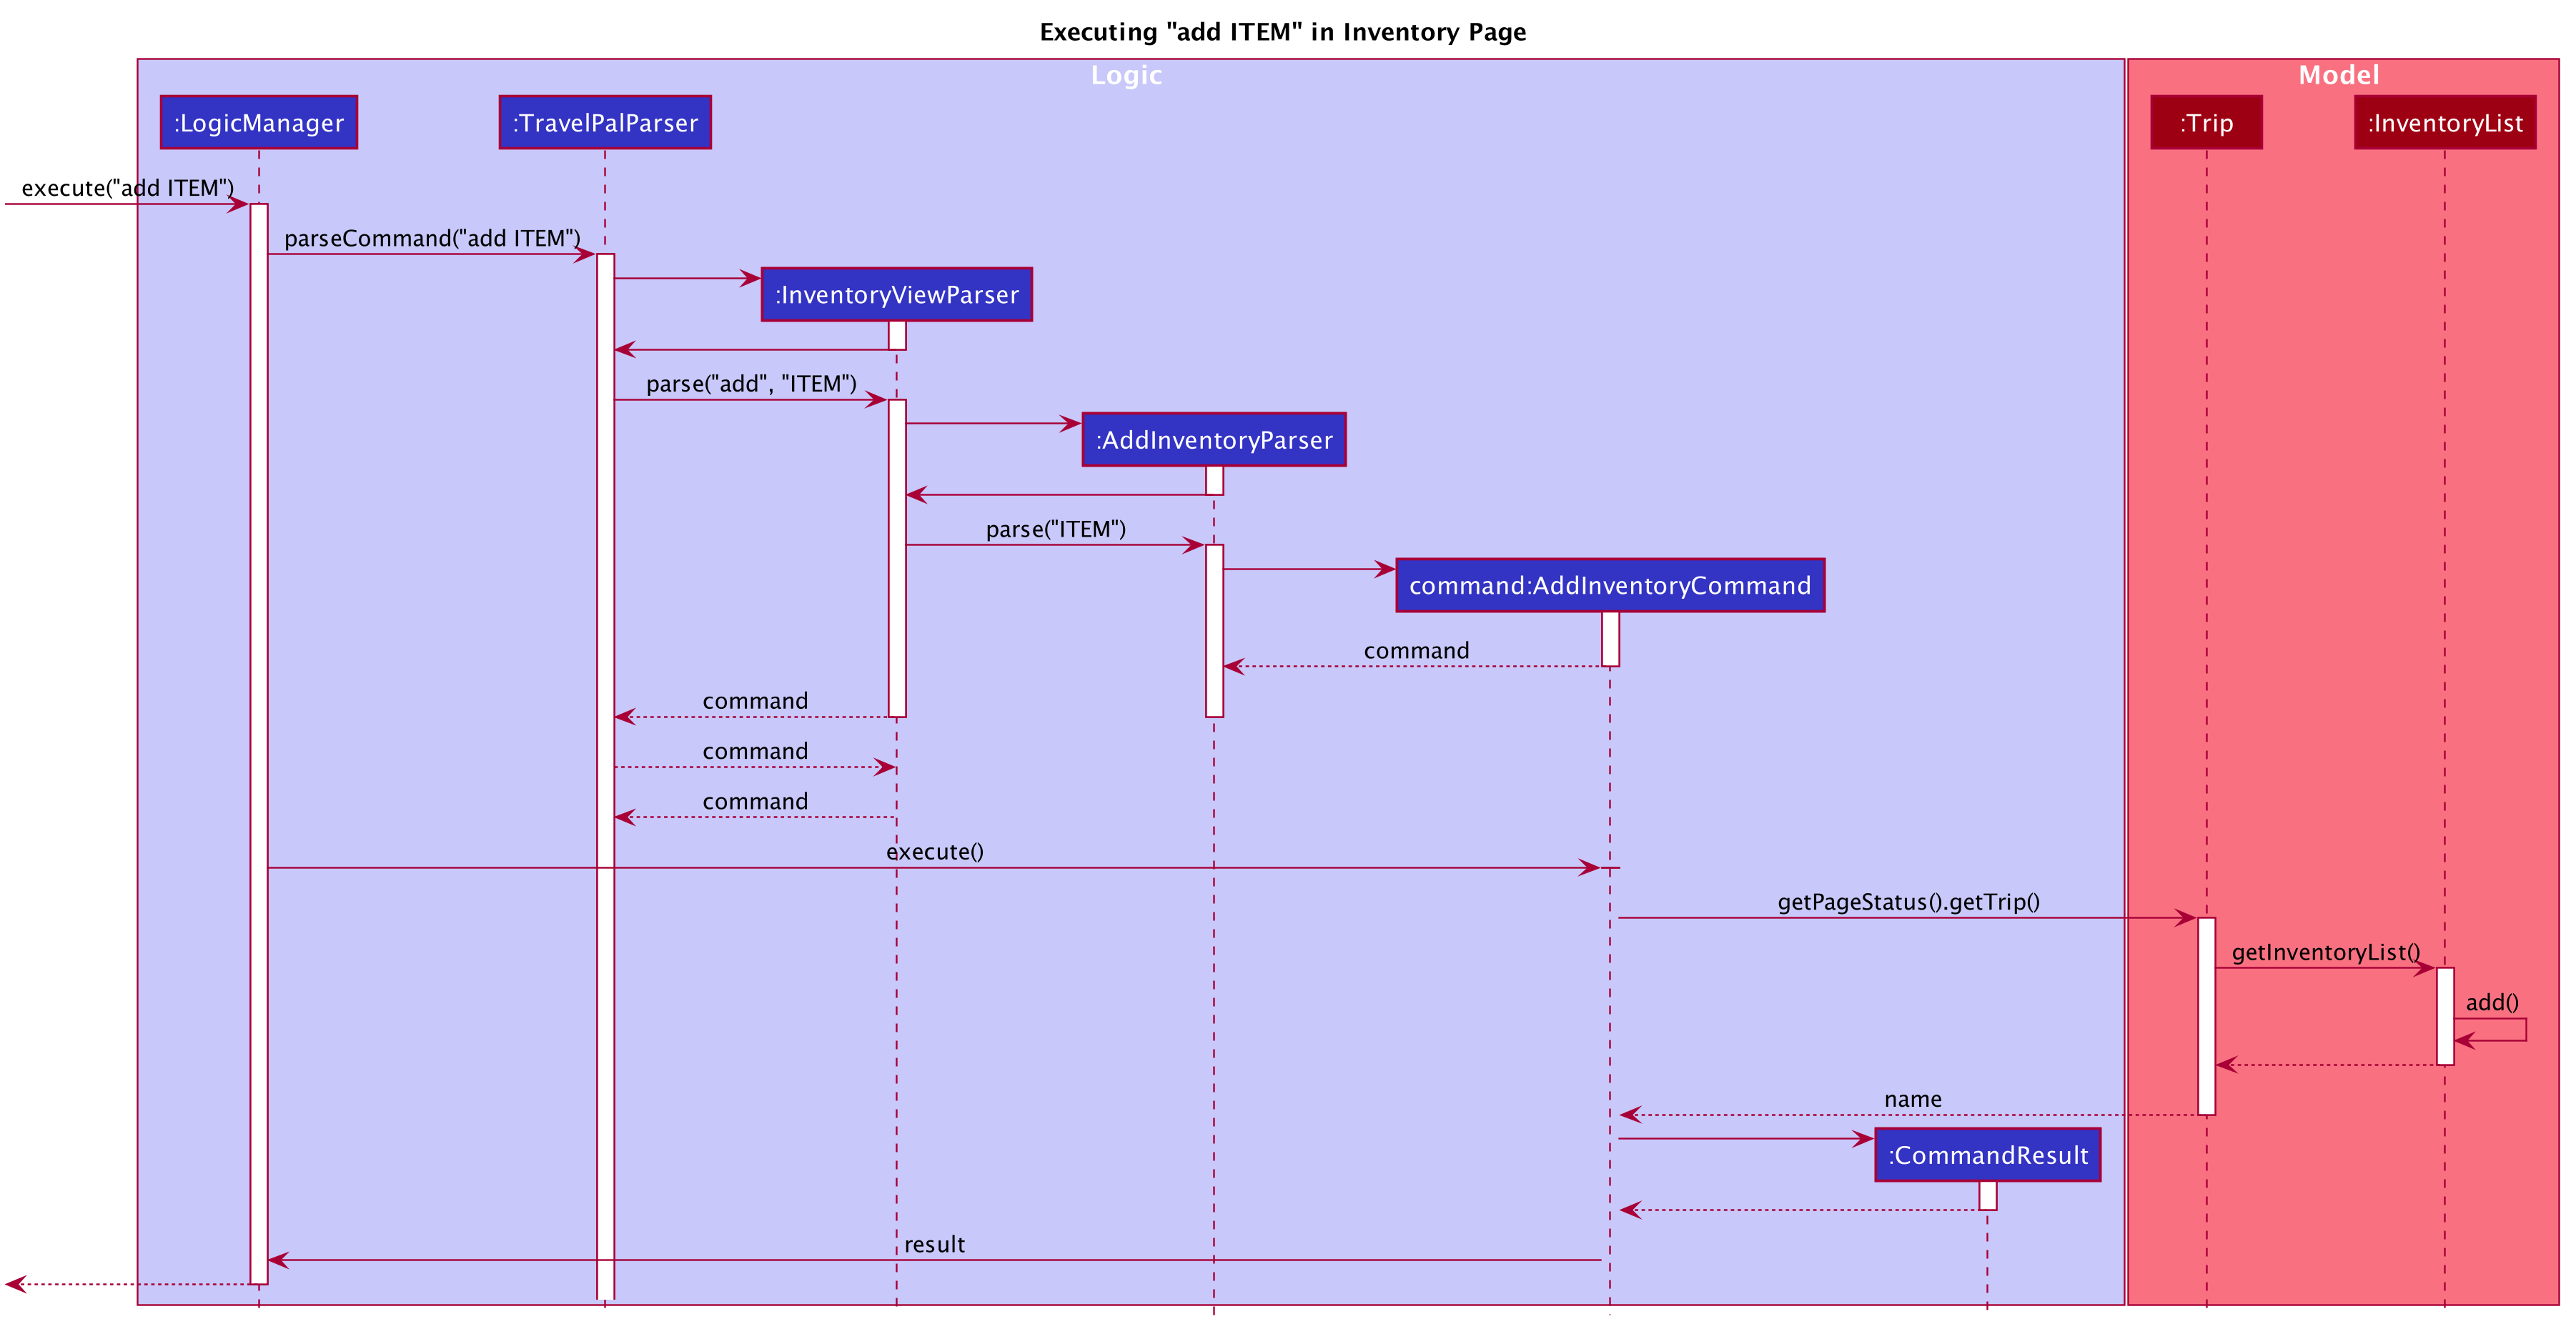 Executing "add ITEM" in Inventory Page
Logic
Model
:LogicManager
:TravelPalParser
:Trip
:InventoryList
execute("add ITEM")
parseCommand("add ITEM")
:InventoryViewParser
parse("add", "ITEM")
:AddInventoryParser
parse("ITEM")
command:AddInventoryCommand
command
command
command
command
execute()
getPageStatus().getTrip()
getInventoryList()
add()
name
:CommandResult
result